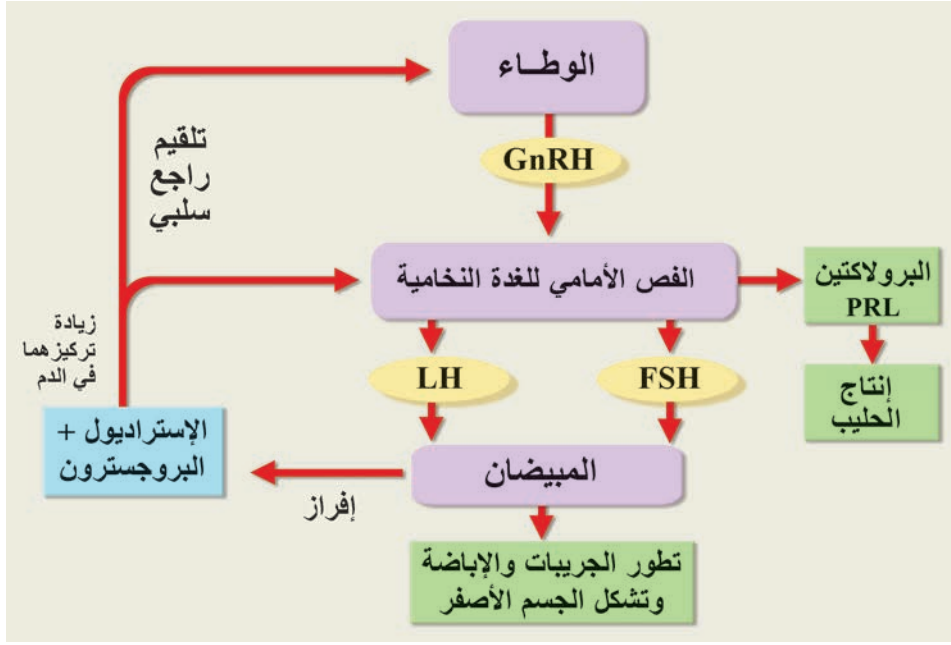 الوطــاء
GnRH
تلقيم
راجع
سلبي
الفص الأمامي للغدة النخامية
البرولاكتين
PRL
زيادة
تركيزهما
في الدم
LH
FSH
إنتاج
الحليب
الإستراديول +
البروجسترون
المبيضان
إفراز
تطور الجريبات والإباضة
وتشكل الجسم الأصفر